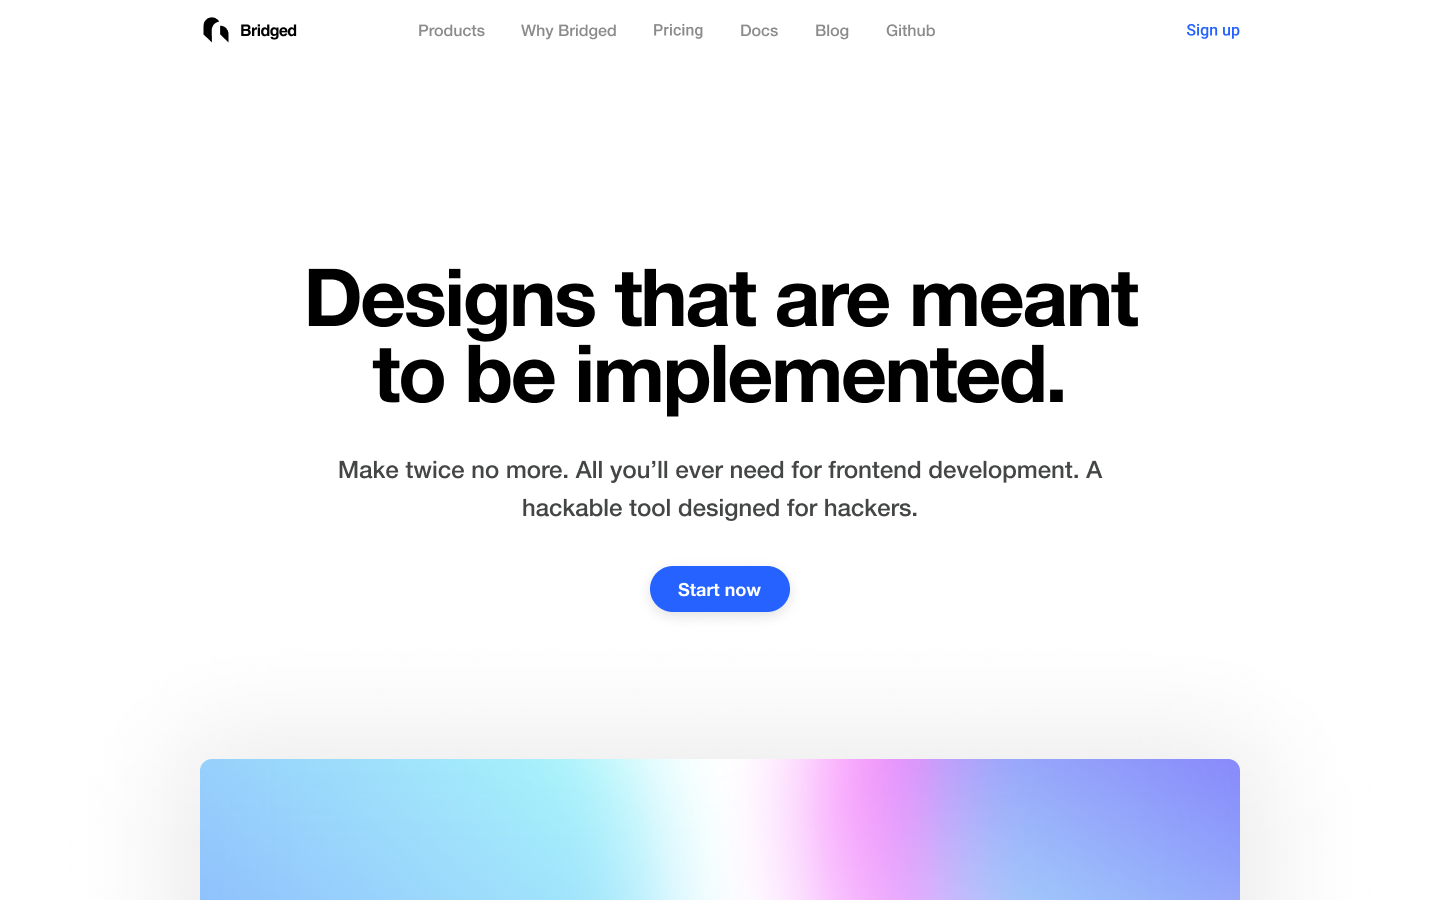 Bridged
Products
Why Bridged
Pricing
Docs
Blog
Github
Sign up
Designs that are meant
to be implemented.
Make twice no more. All you’ll ever need for frontend development. A
hackable tool designed for hackers.
Start now